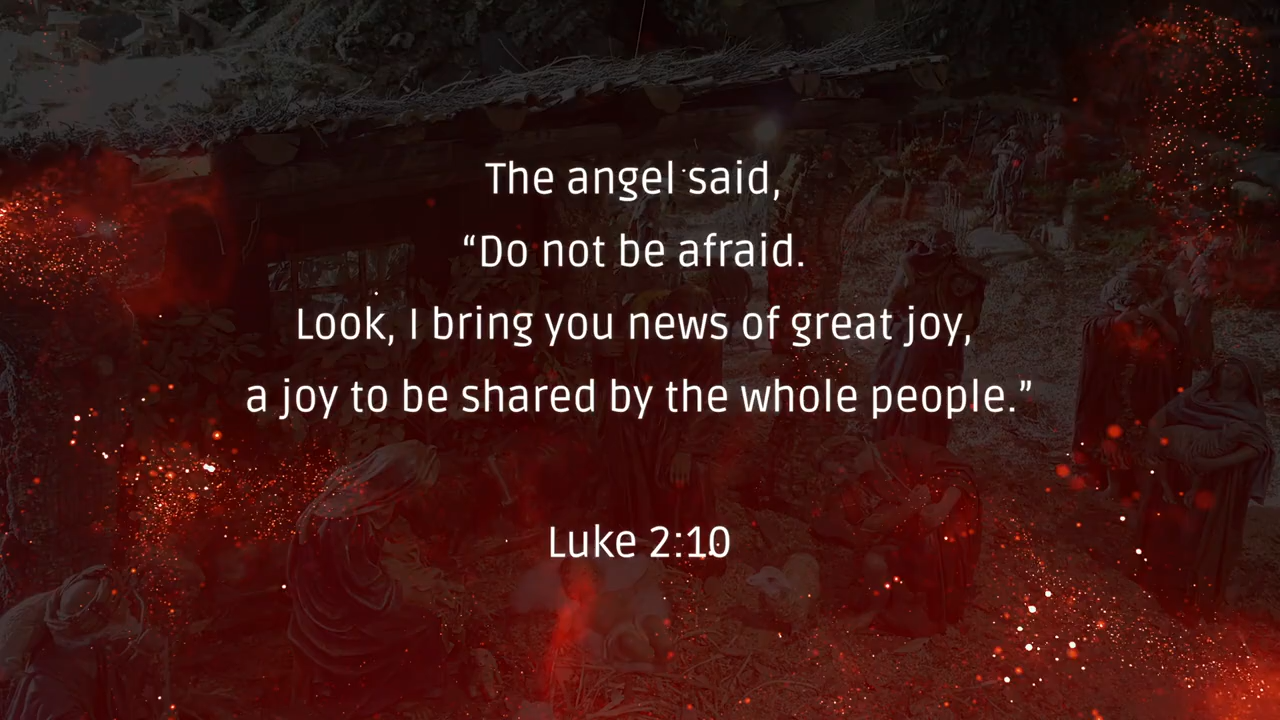 The angel said,
“Do not be afraid.
Look, I bring you news of great joy,
a joy to be shared by the whole people.”
Luke 2:10